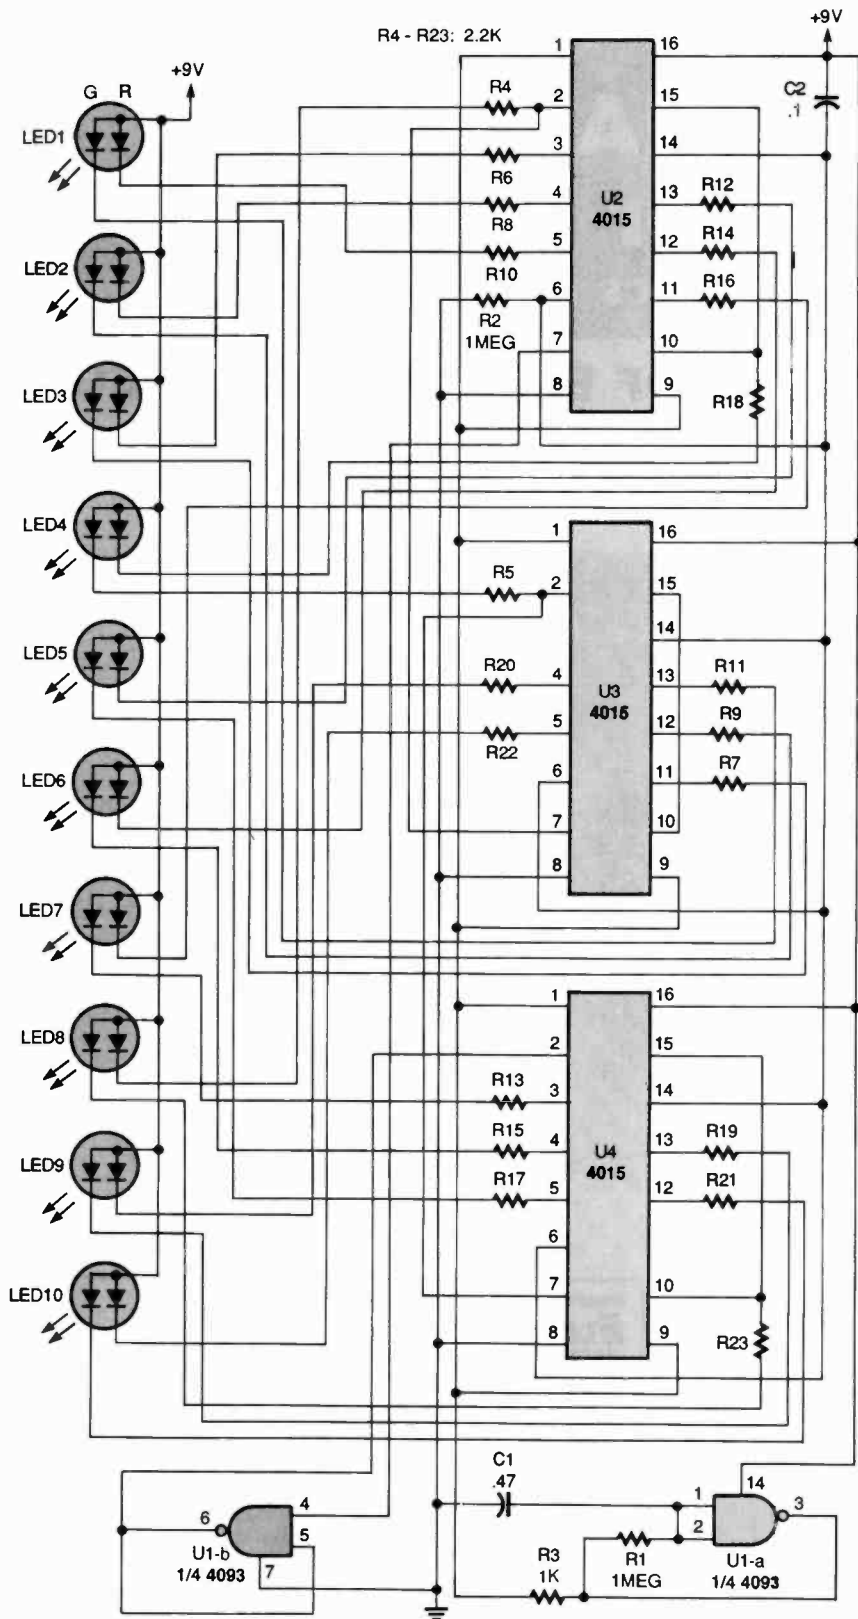 R4 - R23: 2.2K
+9V
+9V
C2
.1
G R
LED1
LED2
LED3
LED4
LED5
LED6
LED7
LED8
LED9
LED10
1
2
3
4
5
6
7
8
16
15
14
13
12
11
10
9
U2
4015
R4
R6
R8
R10
R2
1MEG
R12
R14
R16
R18
1
2
4
5
6
7
8
16
15
14
13
12
11
10
9
U3
4015
R5
R20
R22
R11
R9
R7
1
2
3
4
5
6
7
8
16
15
14
13
12
10
9
U4
4015
R13
R15
R17
R19
R21
R23
6
4
5
7
U1-b
1/4 4093
C1
.47
R3
1K
R1
1MEG
1
2
14
3
U1-a
1/4 4093